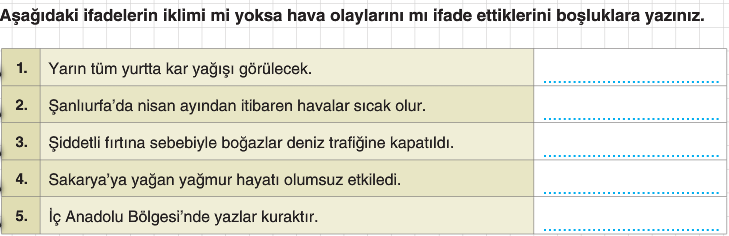 Aşağıdaki ifadelerin iklimi mi yoksa hava olaylarını mı ifade ettiklerini boşluklara yazınız.
1. Yarın tüm yurtta kar yağışı görülecek.
2. Şanlıurfa’da nisan ayından itibaren havalar sıcak olur.
3. Şiddetli fırtına sebebiyle boğazlar deniz trafiğine kapatıldı.
4. Sakarya’ya yağan yağmur hayatı olumsuz etkiledi.
5. İç Anadolu Bölgesi’nde yazlar kuraktır.